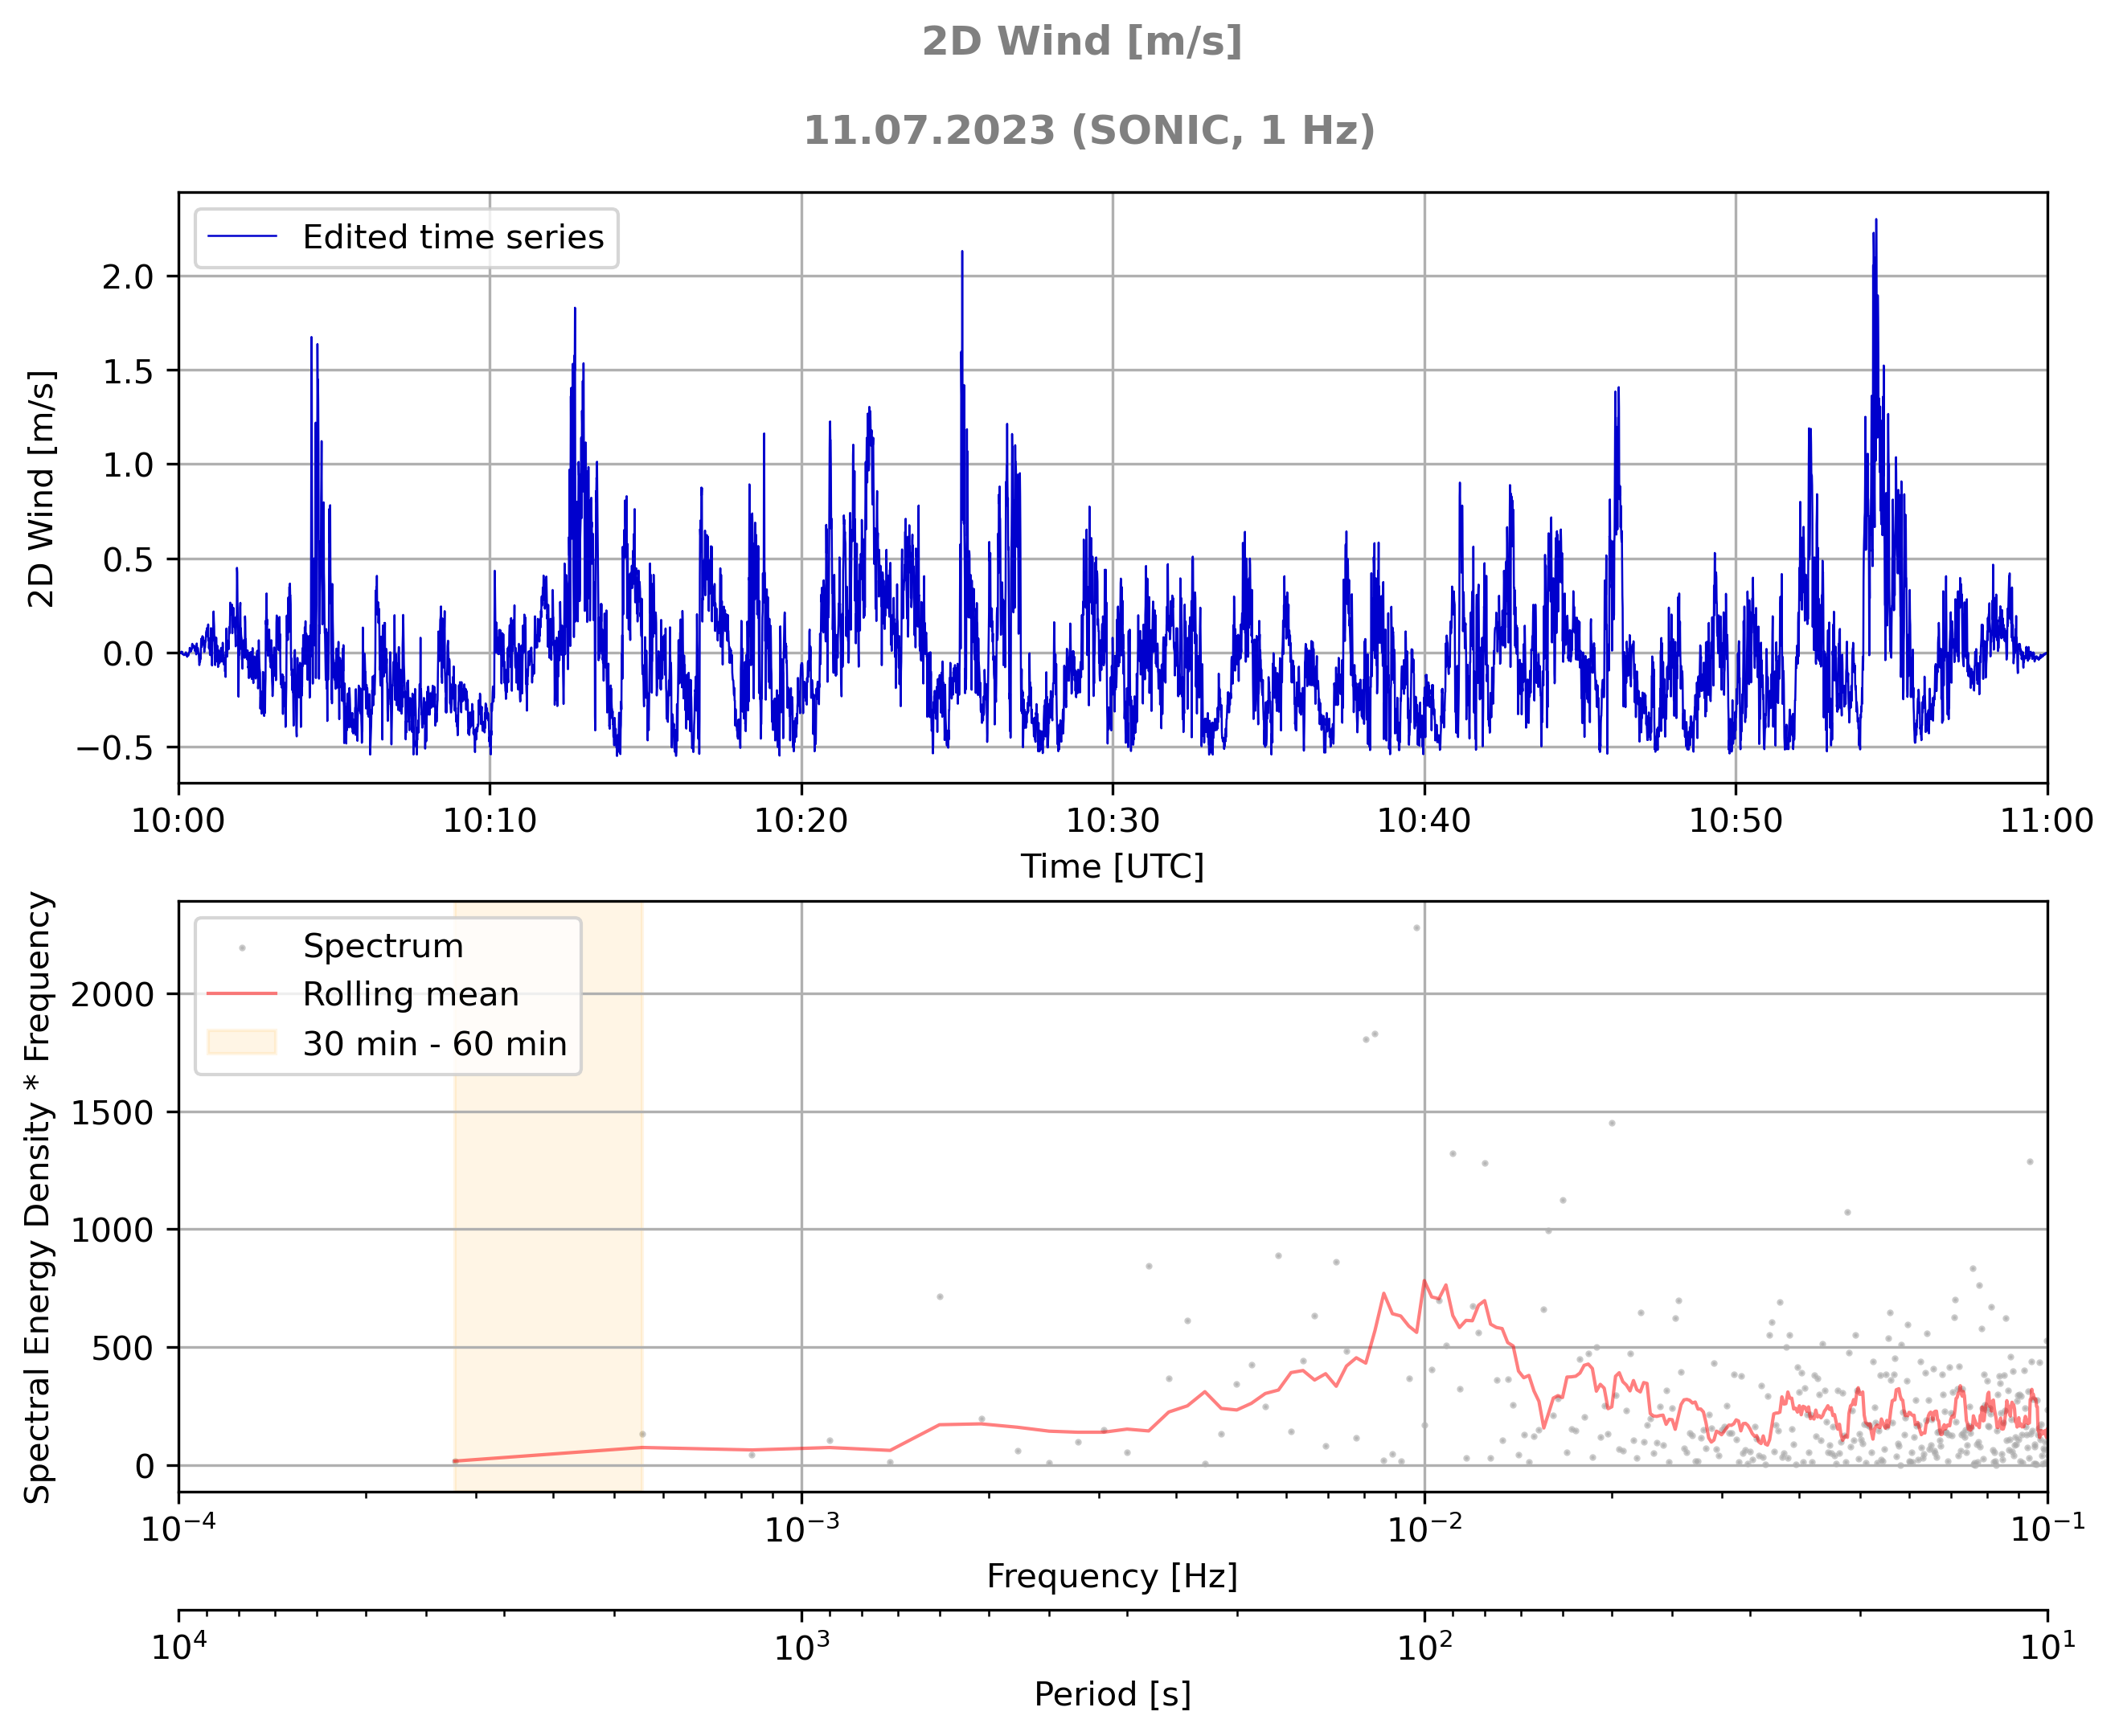 2D Wind [m/s]
11.07.2023 (SONIC, 1 Hz)
Edited time series
2D Wind [m/s]
2.0
1.5
1.0
0.5
0.0
−0.5
10:00 10:10 10:20 10:30 10:40 10:50 11:00
Time [UTC]
Spectrum
Rolling mean
30 min - 60 min
Spectral Energy Density * Frequency
2000
1500
1000
500
0
10⁻⁴ 10⁻³ 10⁻² 10⁻¹
Frequency [Hz]
10⁴ 10³ 10² 10¹
Period [s]